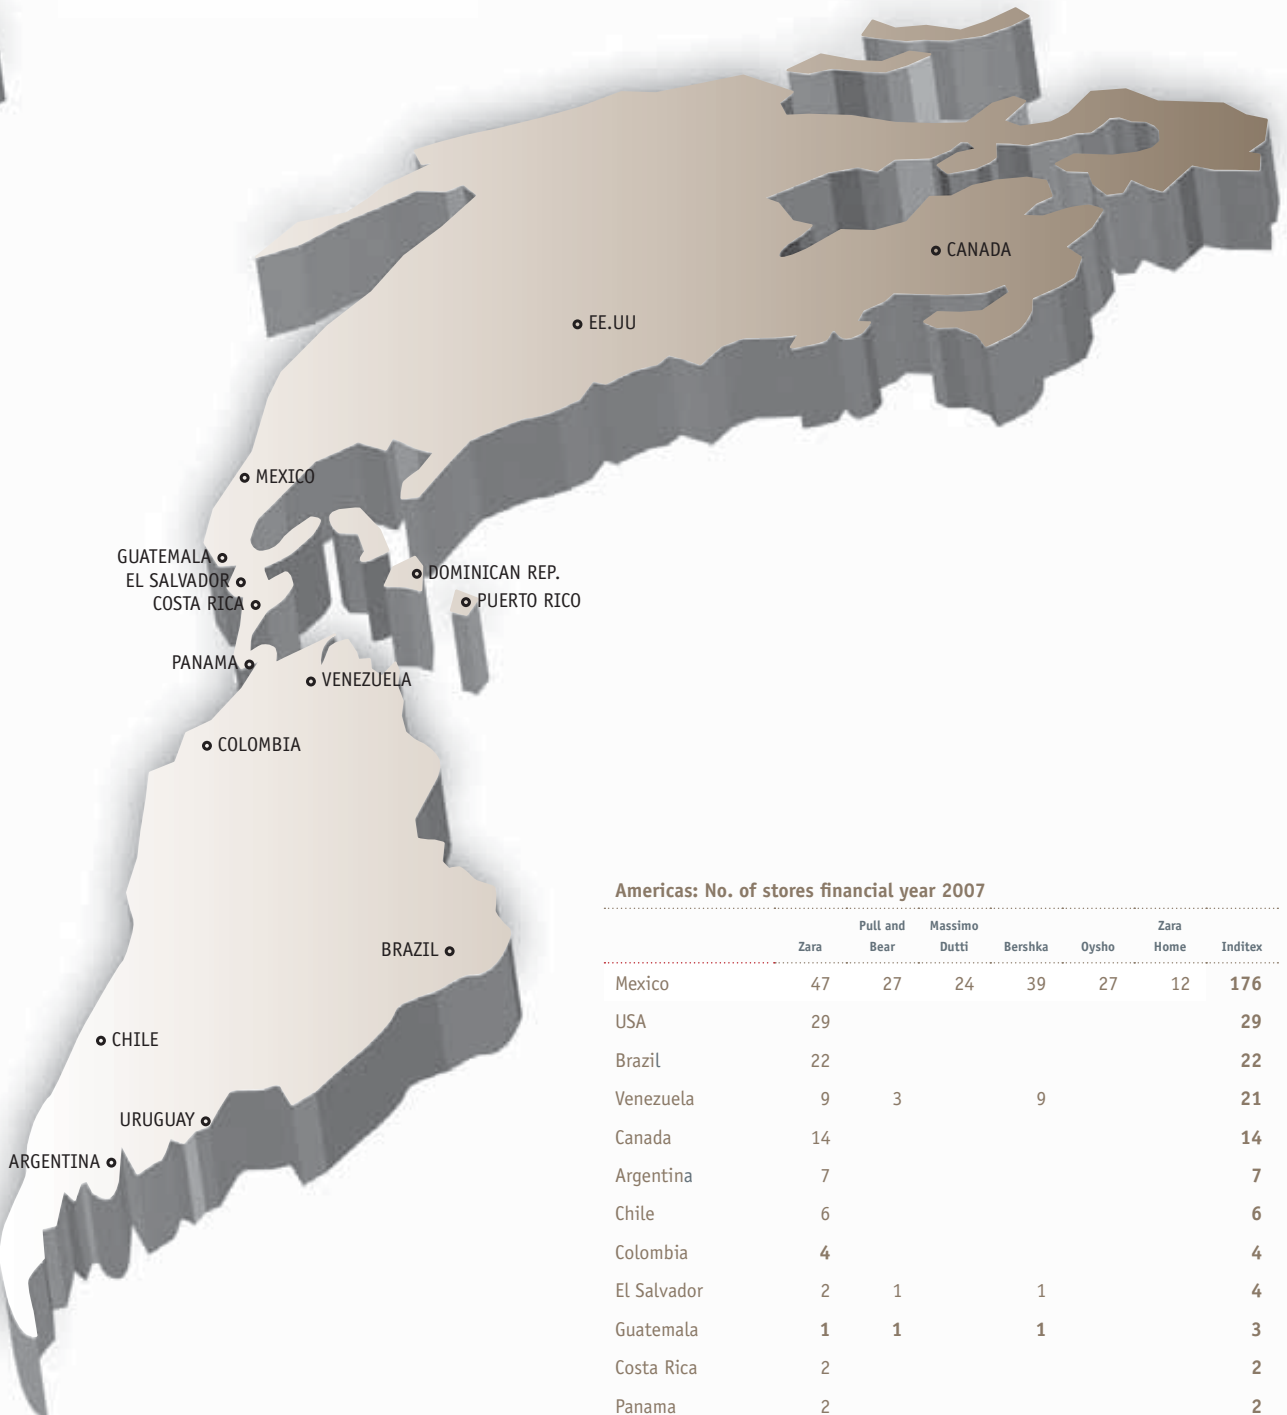 CANADA
EE.UU
MEXICO
GUATEMALA
EL SALVADOR
COSTA RICA
DOMINICAN REP.
PUERTO RICO
PANAMA
VENEZUELA
COLOMBIA
BRAZIL
CHILE
URUGUAY
ARGENTINA
Americas: No. of stores financial year 2007
Pull and Massimo Zara
Zara Bear Dutti Bershka Oysho Home Inditex
Mexico 47 27 24 39 27 12 176
USA 29 29
Brazil 22 22
Venezuela 9 3 9 21
Canada 14 14
Argentina 7 7
Chile 6 6
Colombia 4 4
El Salvador 2 1 1 4
Guatemala 1 1 1 3
Costa Rica 2 2
Panama 2 2